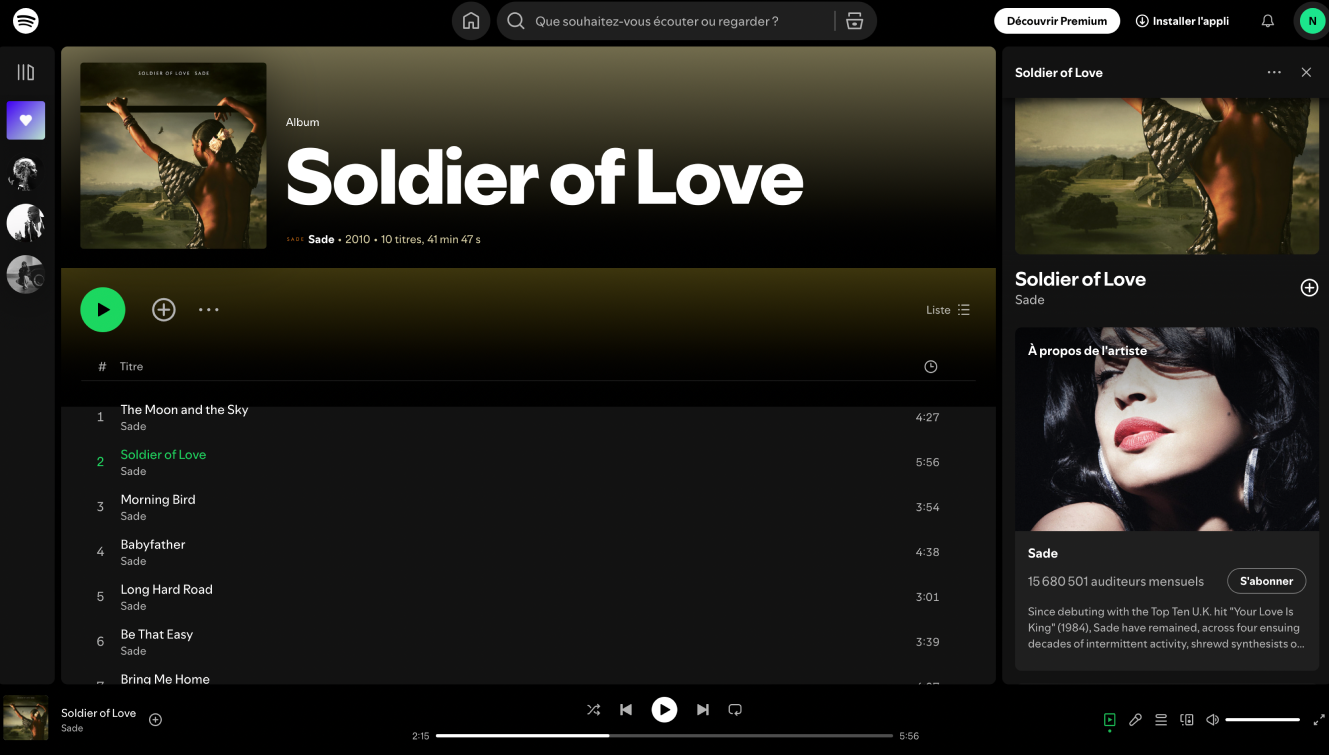 Que souhaitez-vous écouter ou regarder ?
Découvrir Premium
Installer l'appli
N
SOLDIER OF LOVE SADE
Album
Soldier of Love
SADE Sade • 2010 • 10 titres, 41 min 47 s
Liste
# Titre
1 The Moon and the Sky 4:27
Sade
2 Soldier of Love 5:56
Sade
3 Morning Bird 3:54
Sade
4 Babyfather 4:38
Sade
5 Long Hard Road 3:01
Sade
6 Be That Easy 3:39
Sade
Bring Me Home
Soldier of Love
Soldier of Love
Sade
À propos de l'artiste
Sade
15 680 501 auditeurs mensuels
S'abonner
Since debuting with the Top Ten U.K. hit "Your Love Is
King" (1984), Sade have remained, across four ensuing
decades of intermittent activity, shrewd synthesists o...
Soldier of Love
Sade
2:15
5:56